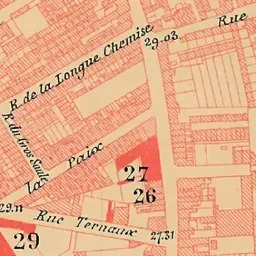 Rue
R. de la Longue Chemise
29.03
R. du Gros Saule
la Paix
27
26
29.11
Rue Ternaux
27.31
29